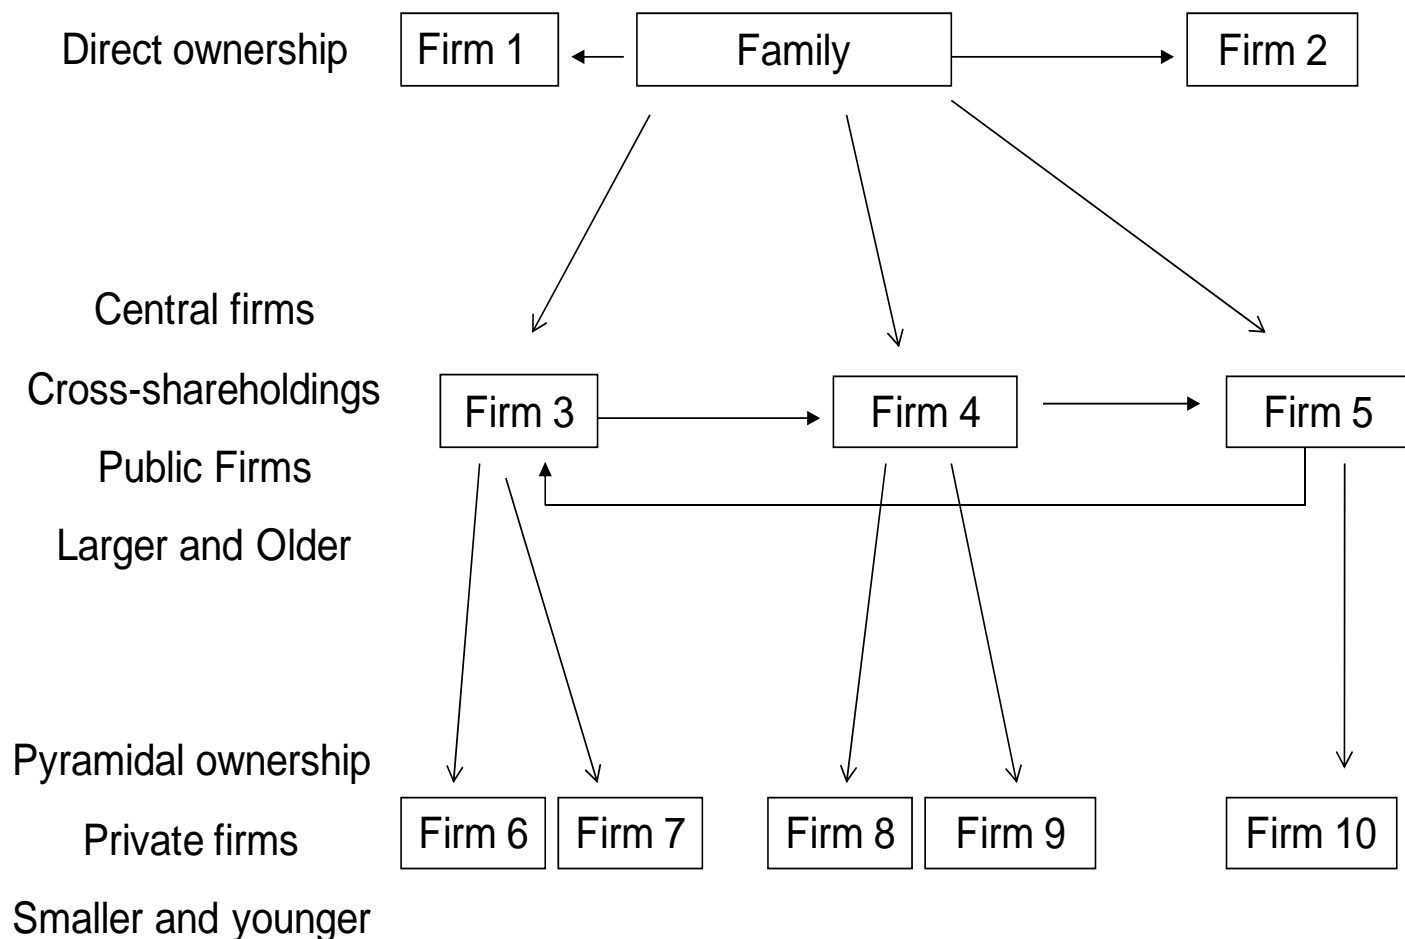 Direct ownership
Firm 1
Family
Firm 2
Central firms
Cross-shareholdings
Firm 3
Firm 4
Firm 5
Public Firms
Larger and Older
Pyramidal ownership
Private firms
Firm 6
Firm 7
Firm 8
Firm 9
Firm 10
Smaller and younger